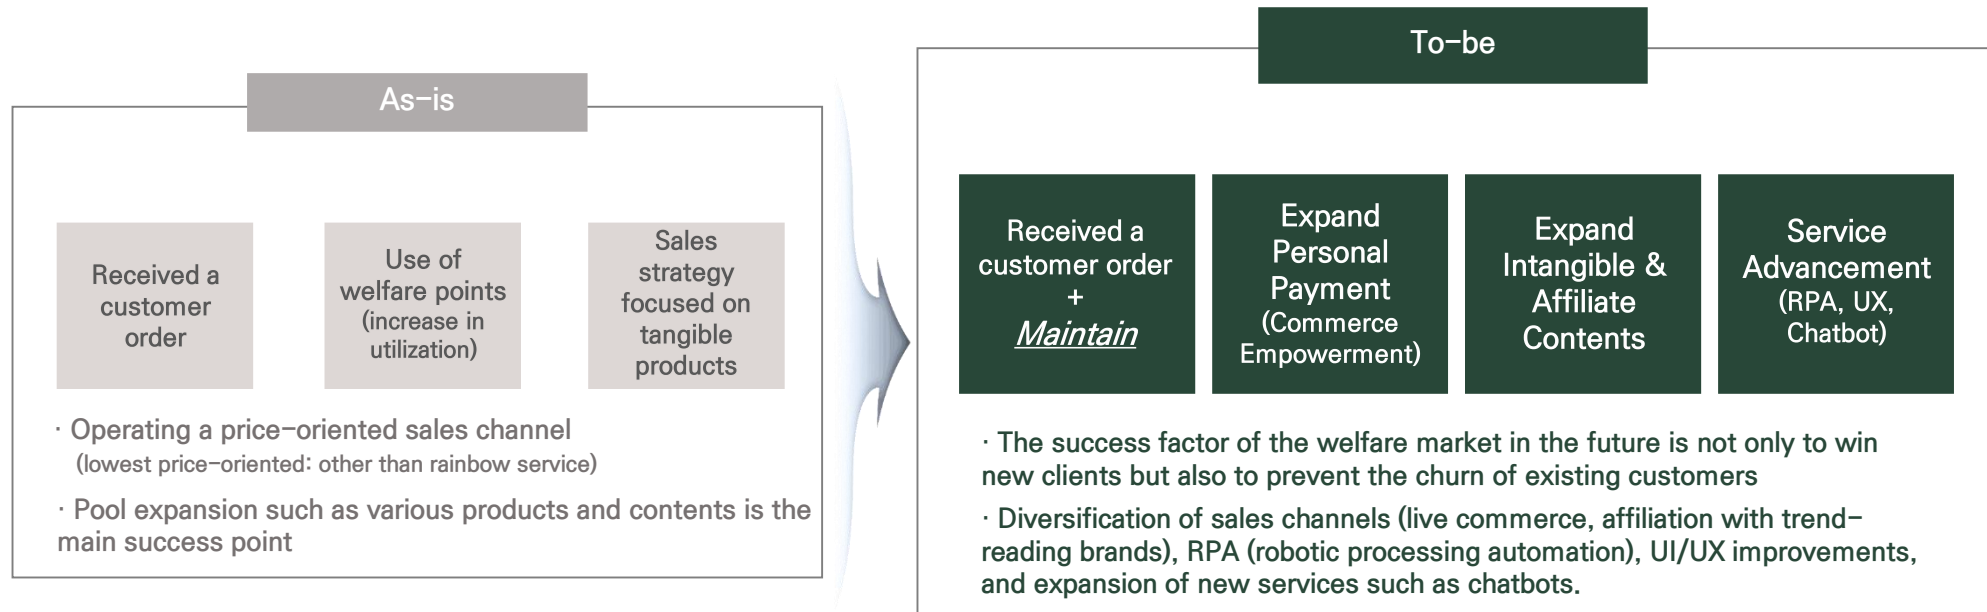 As-is
Received a
customer
order
Use of
welfare points
(increase in
utilization)
Sales
strategy
focused on
tangible
products
· Operating a price-oriented sales channel
(lowest price-oriented: other than rainbow service)
· Pool expansion such as various products and contents is the
main success point
To-be
Received a
customer order
+
Maintain
Expand
Personal
Payment
(Commerce
Empowerment)
Expand
Intangible &
Affiliate
Contents
Service
Advancement
(RPA, UX,
Chatbot)
· The success factor of the welfare market in the future is not only to win
new clients but also to prevent the churn of existing customers
· Diversification of sales channels (live commerce, affiliation with trend-
reading brands), RPA (robotic processing automation), UI/UX improvements,
and expansion of new services such as chatbots.